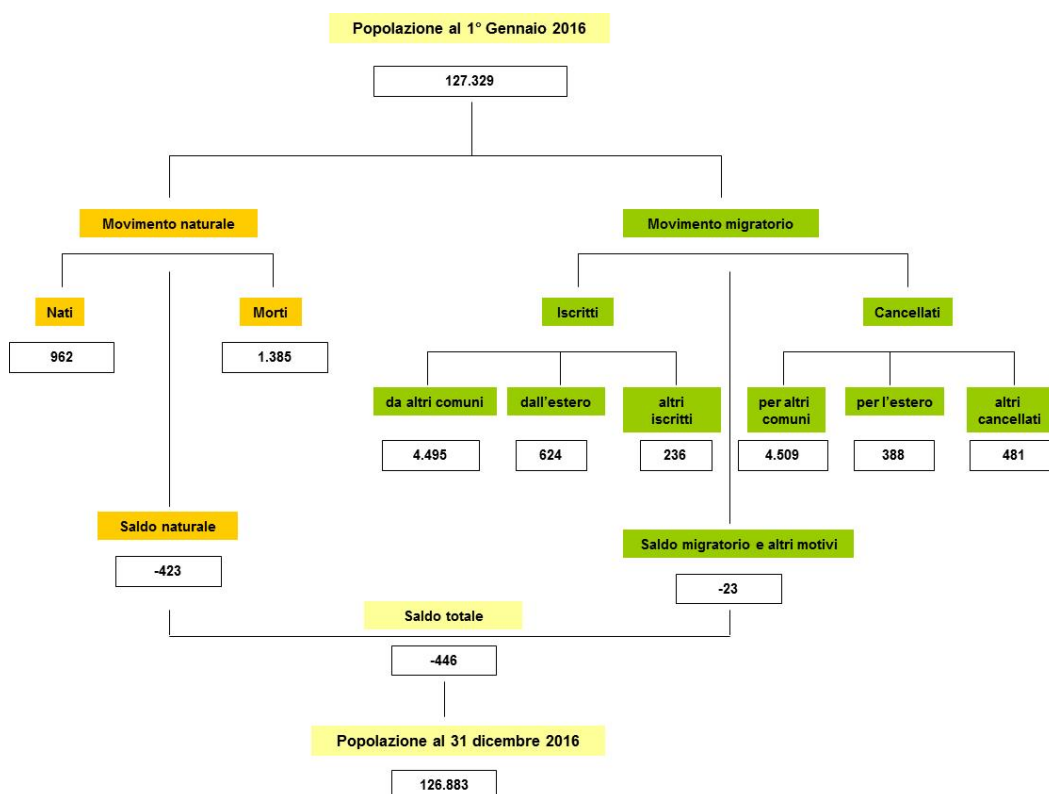 Popolazione al 1° Gennaio 2016
127.329
Movimento naturale
Movimento migratorio
Nati
Morti
Iscritti
Cancellati
962
1.385
da altri comuni
dall'estero
altri
iscritti
per altri
comuni
per l'estero
altri
cancellati
4.495
624
236
4.509
388
481
Saldo naturale
Saldo migratorio e altri motivi
-423
-23
Saldo totale
-446
Popolazione al 31 dicembre 2016
126.883